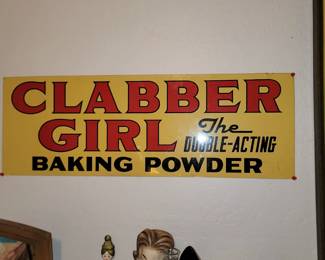 CLABBER
GIRL The
DOUBLE-ACTING
BAKING POWDER